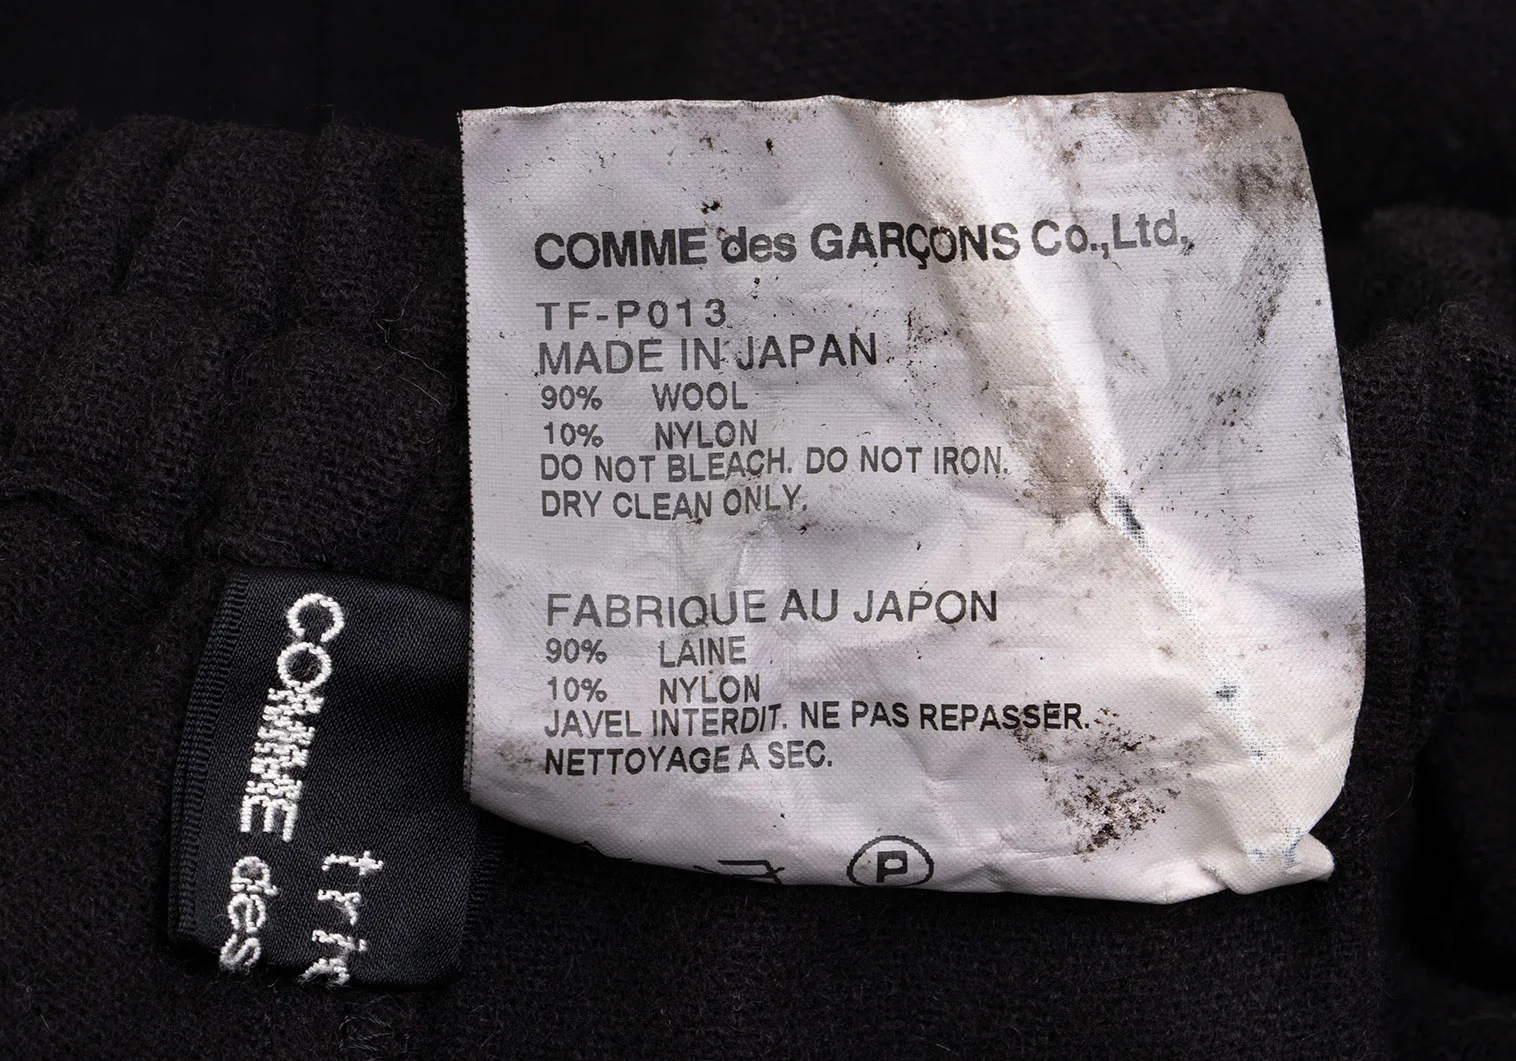 COMME des GARÇONS Co.,Ltd,
TF-P013
MADE IN JAPAN
90% WOOL
10% NYLON
DO NOT BLEACH. DO NOT IRON.
DRY CLEAN ONLY.
FABRIQUE AU JAPON
90% LAINE
10% NYLON
JAVEL INTERDIT. NE PAS REPASSER.
NETTOYAGE A SEC.
P
COMME des